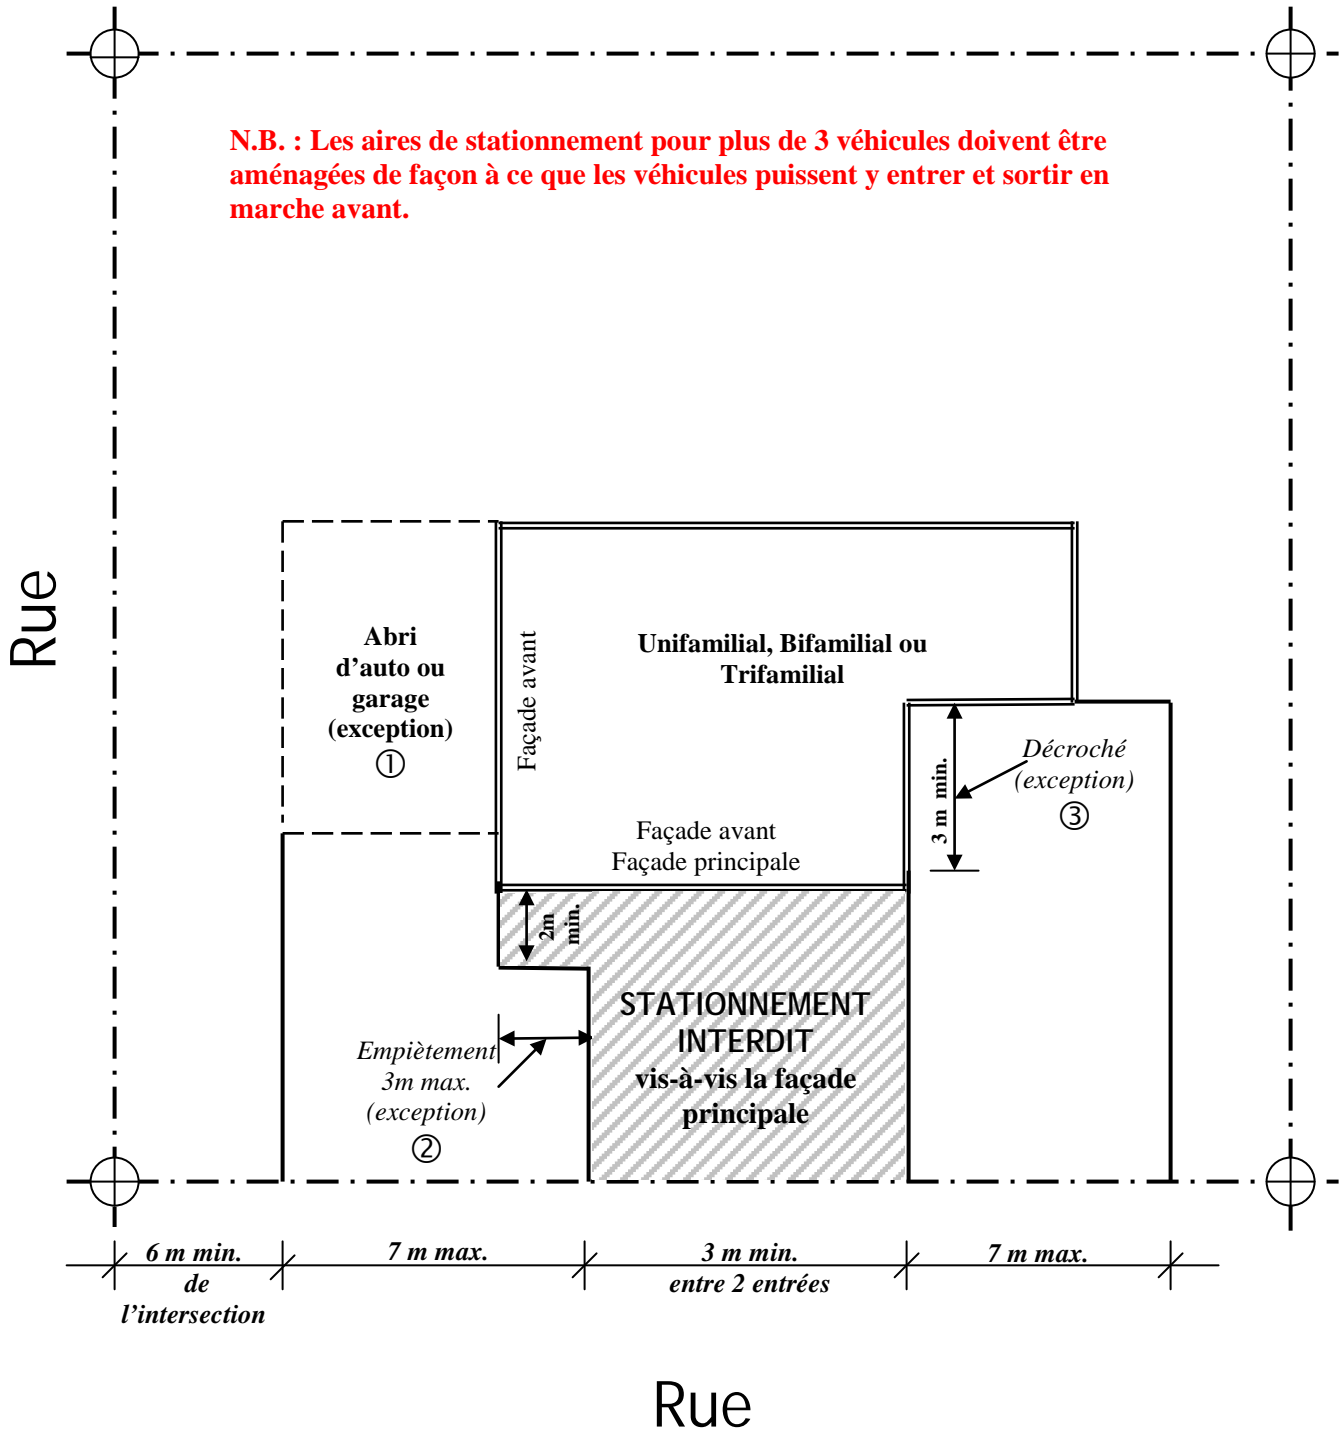 N.B. : Les aires de stationnement pour plus de 3 véhicules doivent être
aménagées de façon à ce que les véhicules puissent y entrer et sortir en
marche avant.
Rue
Abri
d’auto ou
garage
(exception)
①
Façade avant
Unifamilial, Bifamilial ou
Trifamilial
Façade avant
Façade principale
3 m min.
Décroché
(exception)
③
2m
min.
STATIONNEMENT
INTERDIT
vis-à-vis la façade
principale
Empiètement
3m max.
(exception)
②
6 m min.
de
l’intersection
7 m max.
3 m min.
entre 2 entrées
7 m max.
Rue